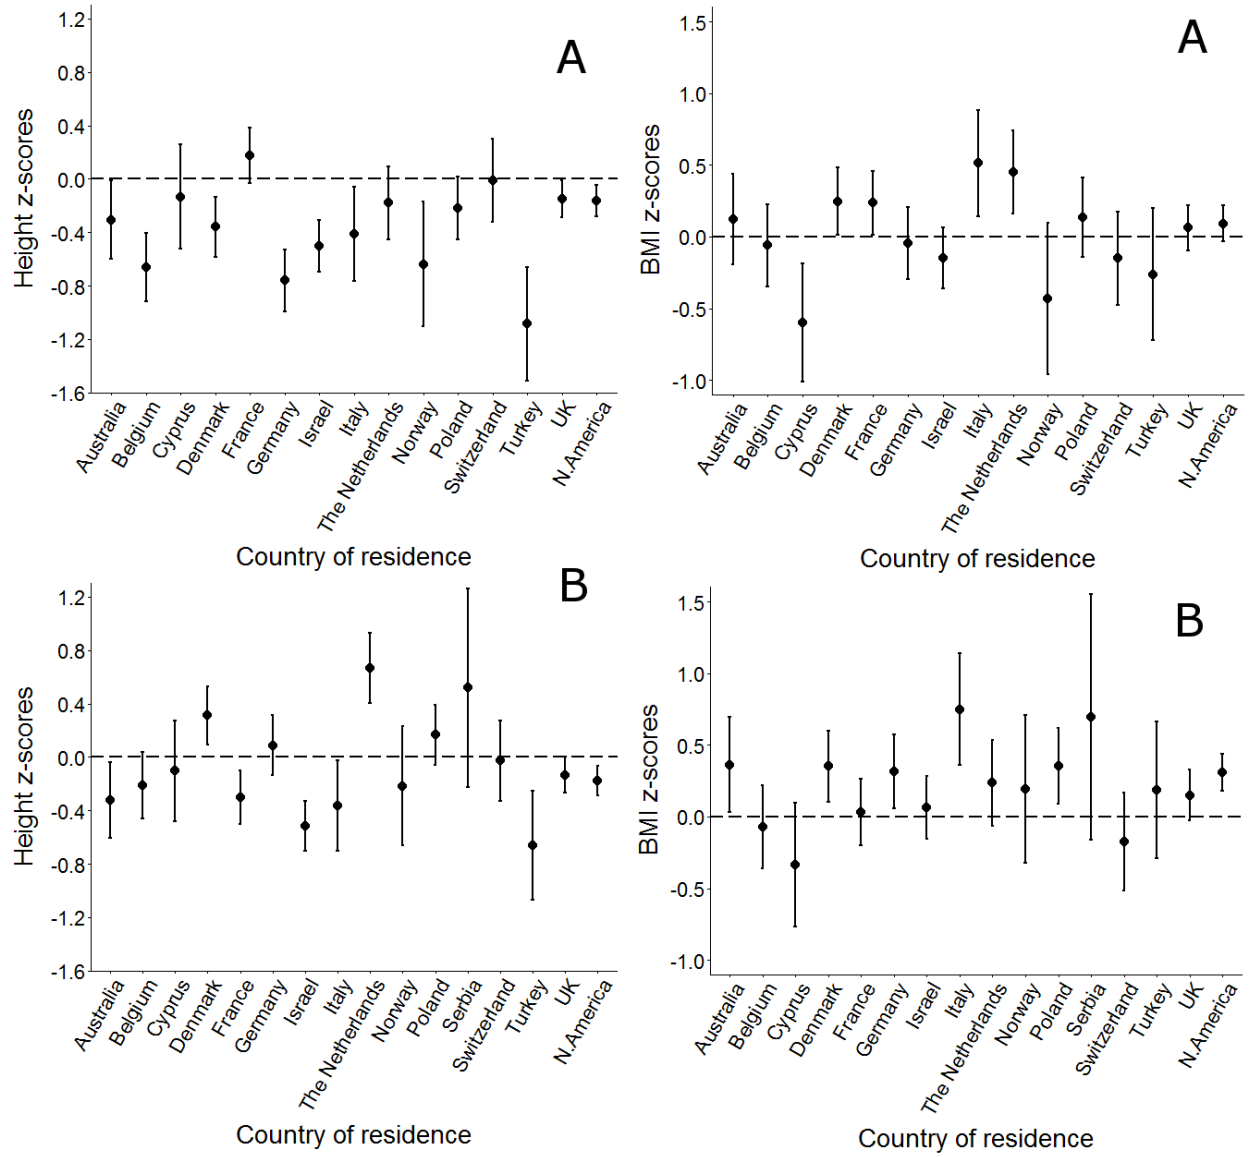 A
Height z-scores
1.2
0.8
0.4
0.0
-0.4
-0.8
-1.2
-1.6
Australia
Belgium
Cyprus
Denmark
France
Germany
Israel
Italy
The Netherlands
Norway
Poland
Switzerland
Turkey
UK
N.America
Country of residence
A
BMI z-scores
1.5
1.0
0.5
0.0
-0.5
-1.0
Australia
Belgium
Cyprus
Denmark
France
Germany
Israel
Italy
The Netherlands
Norway
Poland
Switzerland
Turkey
UK
N.America
Country of residence
B
Height z-scores
1.2
0.8
0.4
0.0
-0.4
-0.8
-1.2
-1.6
Australia
Belgium
Cyprus
Denmark
France
Germany
Israel
Italy
The Netherlands
Norway
Poland
Serbia
Switzerland
Turkey
UK
N.America
Country of residence
B
BMI z-scores
1.5
1.0
0.5
0.0
-0.5
-1.0
Australia
Belgium
Cyprus
Denmark
France
Germany
Israel
Italy
The Netherlands
Norway
Poland
Serbia
Switzerland
Turkey
UK
N.America
Country of residence